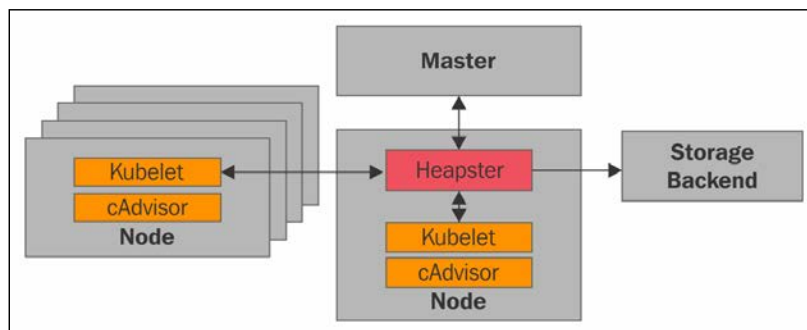 Master
Kubelet
cAdvisor
Node
Heapster
Kubelet
cAdvisor
Node
Storage
Backend